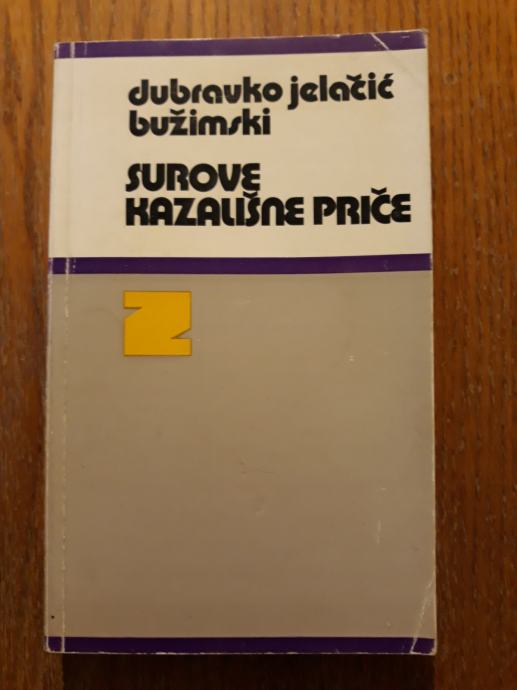 dubravko jelačić
bužimski
SUROVE
KAZALIŠNE PRIČE
Z